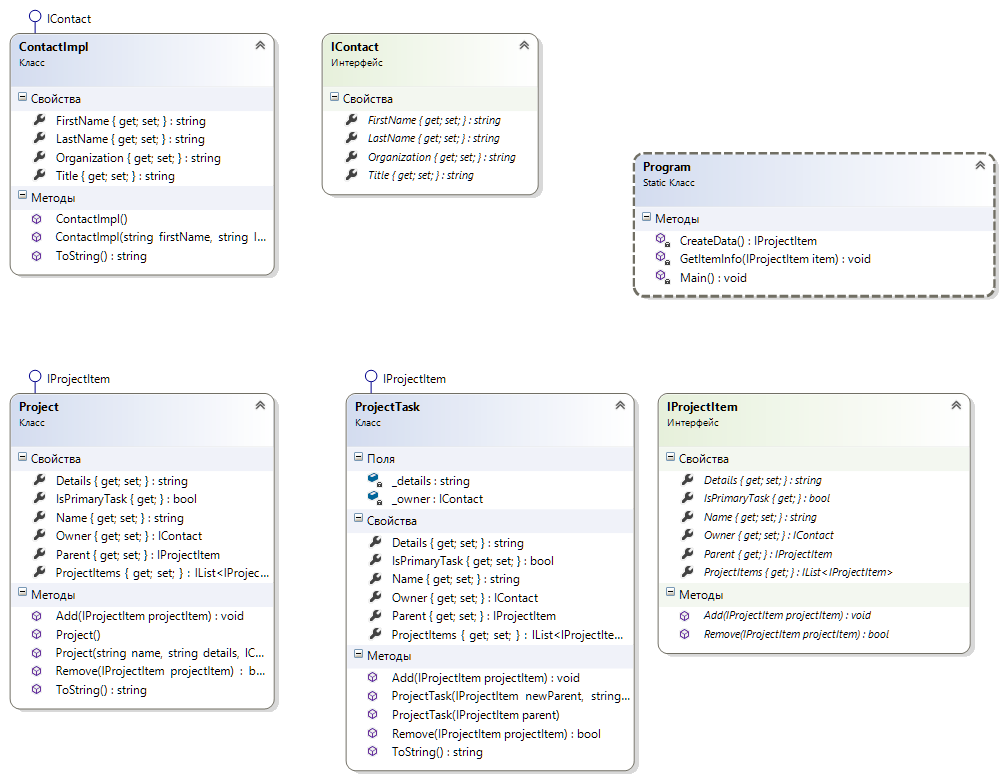 IContact
ContactImpl
Класс
Свойства
FirstName { get; set; } : string
LastName { get; set; } : string
Organization { get; set; } : string
Title { get; set; } : string
Методы
ContactImpl()
ContactImpl(string firstName, string l...
ToString() : string
IContact
Интерфейс
Свойства
FirstName { get; set; } : string
LastName { get; set; } : string
Organization { get; set; } : string
Title { get; set; } : string
Program
Static Класс
Методы
CreateData() : IProjectItem
GetItemInfo(IProjectItem item) : void
Main() : void
IProjectItem
Project
Класс
Свойства
Details { get; set; } : string
IsPrimaryTask { get; } : bool
Name { get; set; } : string
Owner { get; set; } : IContact
Parent { get; set; } : IProjectItem
ProjectItems { get; set; } : IList<IProjec...
Методы
Add(IProjectItem projectItem) : void
Project()
Project(string name, string details, IC...
Remove(IProjectItem projectItem) : b...
ToString() : string
IProjectItem
ProjectTask
Класс
Поля
_details : string
_owner : IContact
Свойства
Details { get; set; } : string
IsPrimaryTask { get; set; } : bool
Name { get; set; } : string
Owner { get; set; } : IContact
Parent { get; set; } : IProjectItem
ProjectItems { get; set; } : IList<IProjectIte...
Методы
Add(IProjectItem projectItem) : void
ProjectTask(IProjectItem newParent, string...
ProjectTask(IProjectItem parent)
Remove(IProjectItem projectItem) : bool
ToString() : string
IProjectItem
Интерфейс
Свойства
Details { get; set; } : string
IsPrimaryTask { get; } : bool
Name { get; set; } : string
Owner { get; set; } : IContact
Parent { get; } : IProjectItem
ProjectItems { get; } : IList<IProjectItem>
Методы
Add(IProjectItem projectItem) : void
Remove(IProjectItem projectItem) : bool